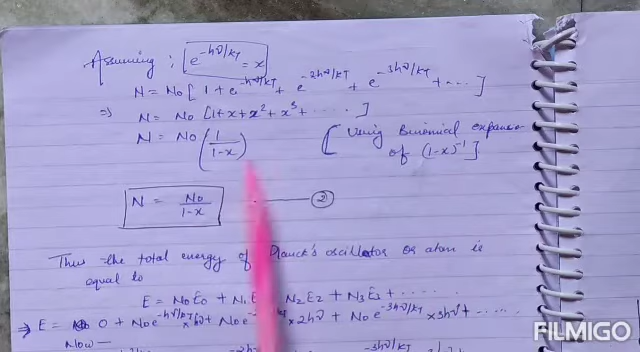 Assuming : e^{-hν/kT} = x
N = N₀ [ 1 + e^{-hν/kT} + e^{-2hν/kT} + e^{-3hν/kT} + .... ]
⇒ N = N₀ [ 1 + x + x² + x³ + ..... ]
N = N₀ (1/(1-x)) [ Using Binomial expansion of (1-x)⁻¹ ]
N = N₀/(1-x) —— ②
Thus the total energy of Planck's oscillator or atom is
equal to
E = N₀E₀ + N₁E N₂E₂ + N₃E₃ + ......
⇒ E = 0 + N₀e^{-hν/kT} × hν + N₀e × 2hν + N₀ e^{-3hν/kT} × 3hν + .....
Now —
FILMIGO